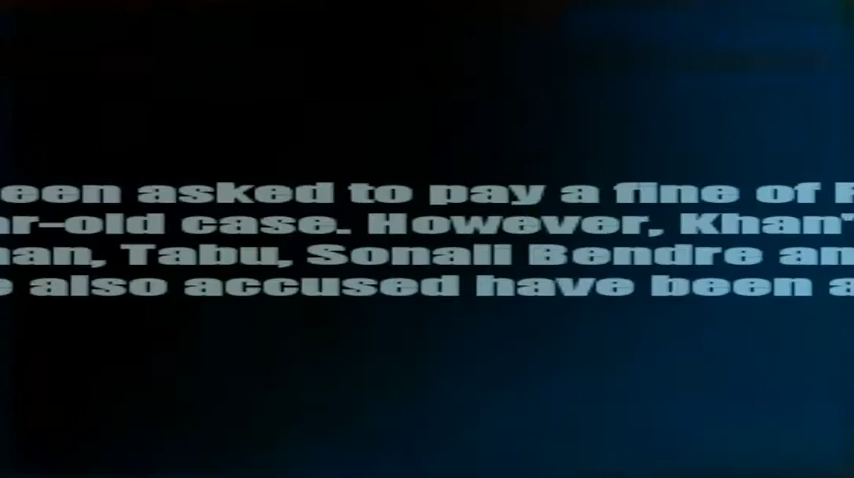 een asked to pay a fine of
ar-old case. However, Khan'
an, Tabu, Sonali Bendre an
e also accused have been a